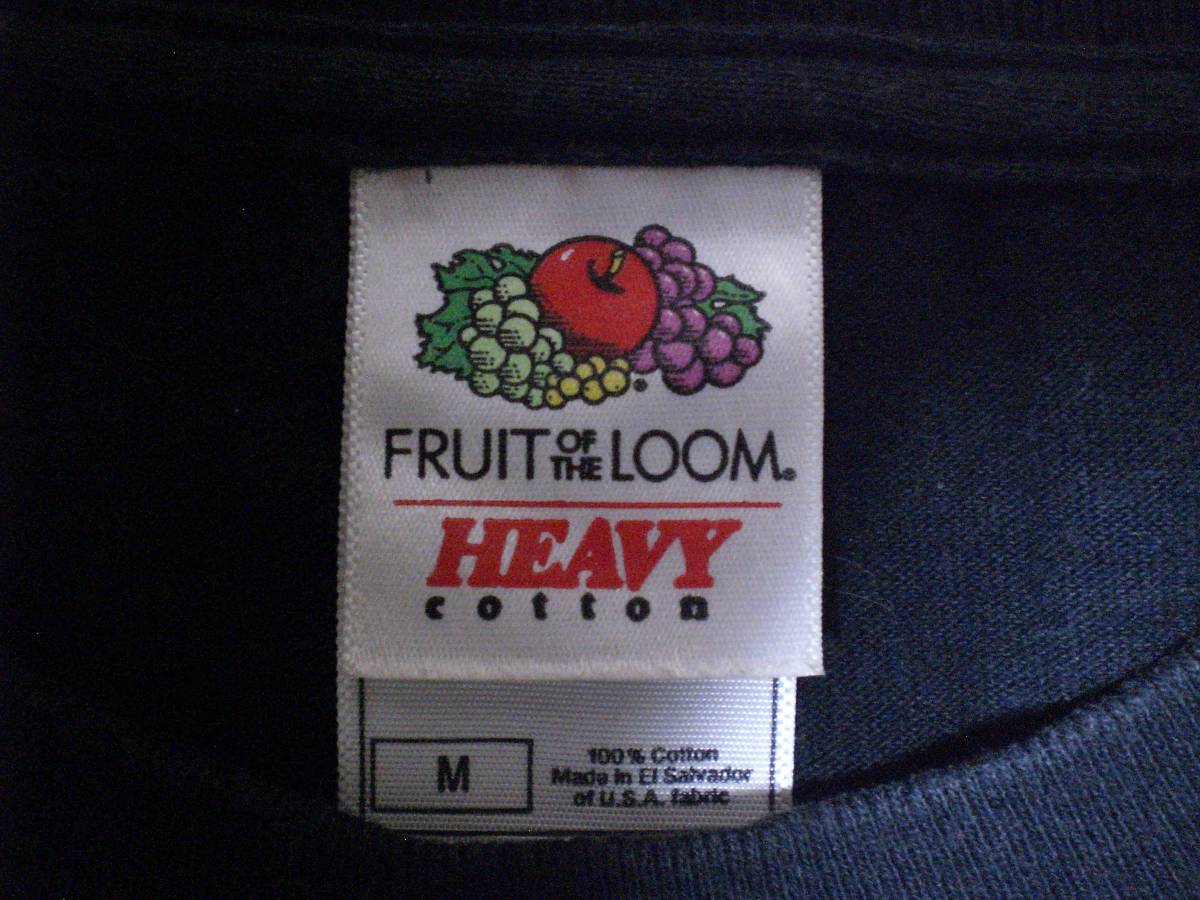 FRUIT OF THE LOOM®
HEAVY
cotton
M
100% Cotton
Made in El Salvador
of U.S.A. fabric